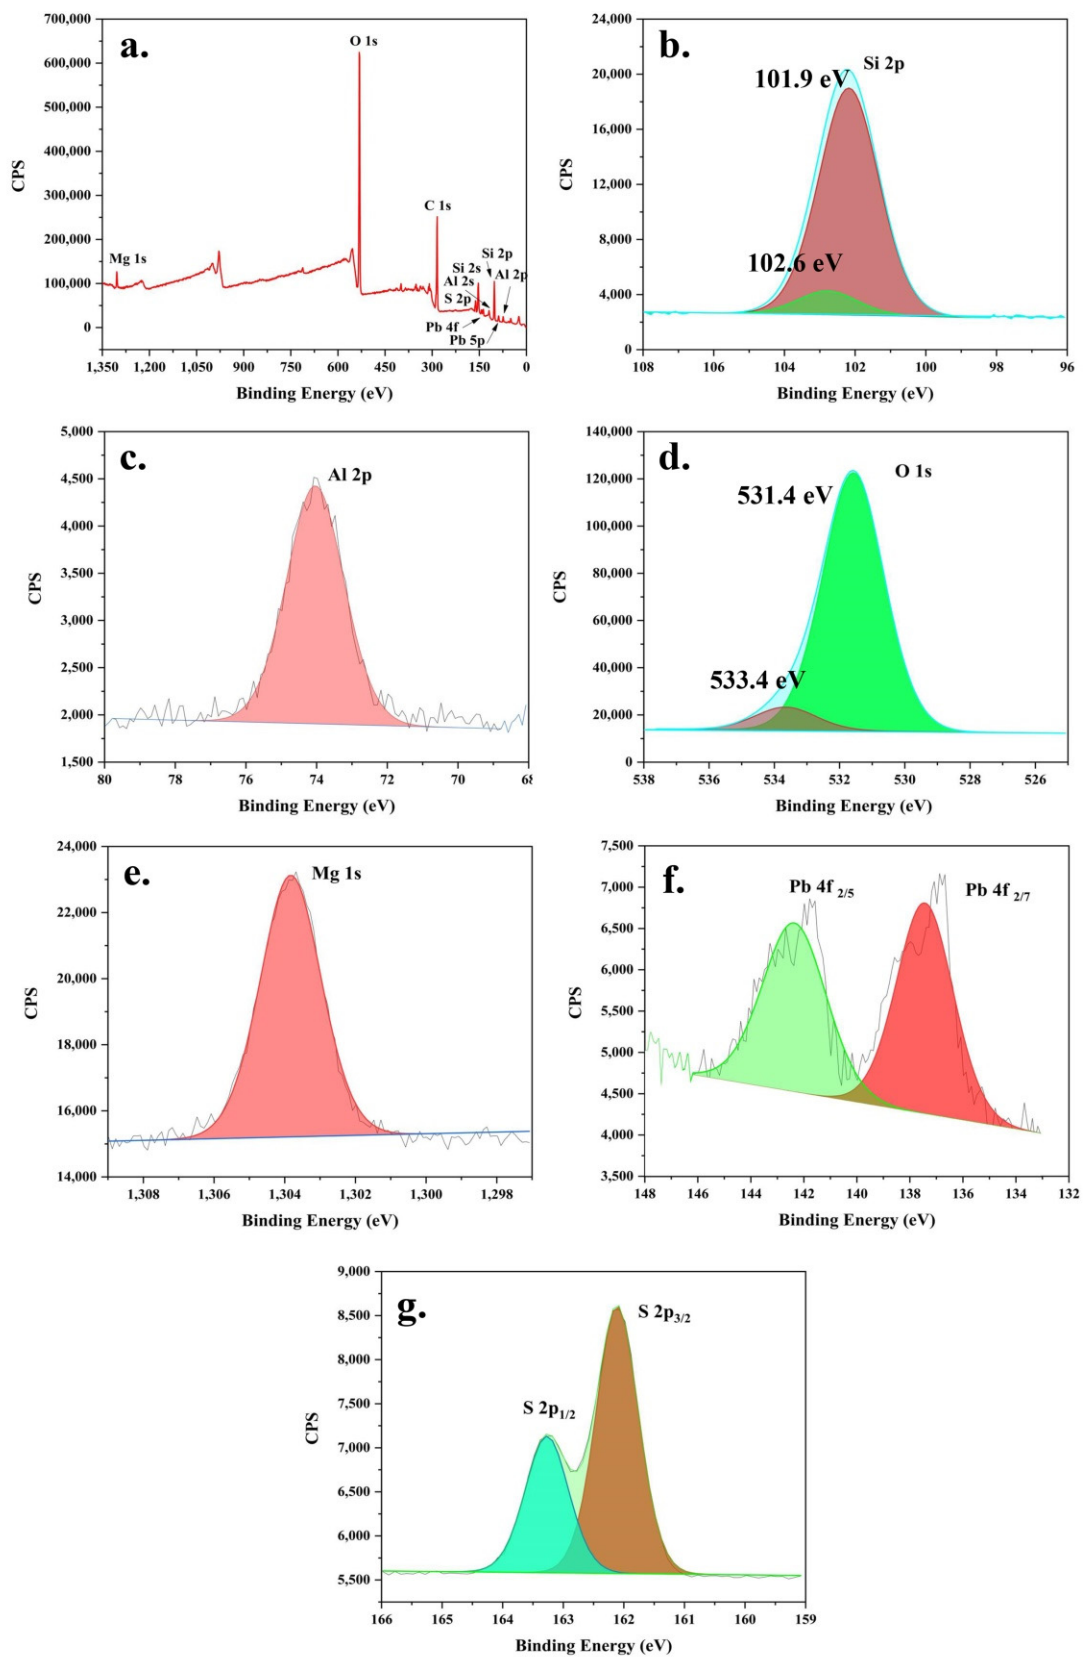 a.
700,000
600,000
500,000
400,000
300,000
200,000
100,000
0
CPS
O 1s
C 1s
Mg 1s
Si 2p
Si 2s
Al 2p
Al 2s
S 2p
Pb 4f
Pb 5p
1,350 1,200 1,050 900 750 600 450 300 150 0
Binding Energy (eV)
b.
24,000
20,000
16,000
12,000
8,000
4,000
0
CPS
Si 2p
101.9 eV
102.6 eV
108 106 104 102 100 98 96
Binding Energy (eV)
c.
5,000
4,500
4,000
3,500
3,000
2,500
2,000
1,500
CPS
Al 2p
80 78 76 74 72 70 68
Binding Energy (eV)
d.
140,000
120,000
100,000
80,000
60,000
40,000
20,000
0
CPS
O 1s
531.4 eV
533.4 eV
538 536 534 532 530 528 526
Binding Energy (eV)
e.
24,000
22,000
20,000
18,000
16,000
14,000
CPS
Mg 1s
1,308 1,306 1,304 1,302 1,300 1,298
Binding Energy (eV)
f.
7,500
7,000
6,500
6,000
5,500
5,000
4,500
4,000
3,500
CPS
Pb 4f 2/5
Pb 4f 2/7
148 146 144 142 140 138 136 134 132
Binding Energy (eV)
g.
9,000
8,500
8,000
7,500
7,000
6,500
6,000
5,500
CPS
S 2p3/2
S 2p1/2
166 165 164 163 162 161 160 159
Binding Energy (eV)